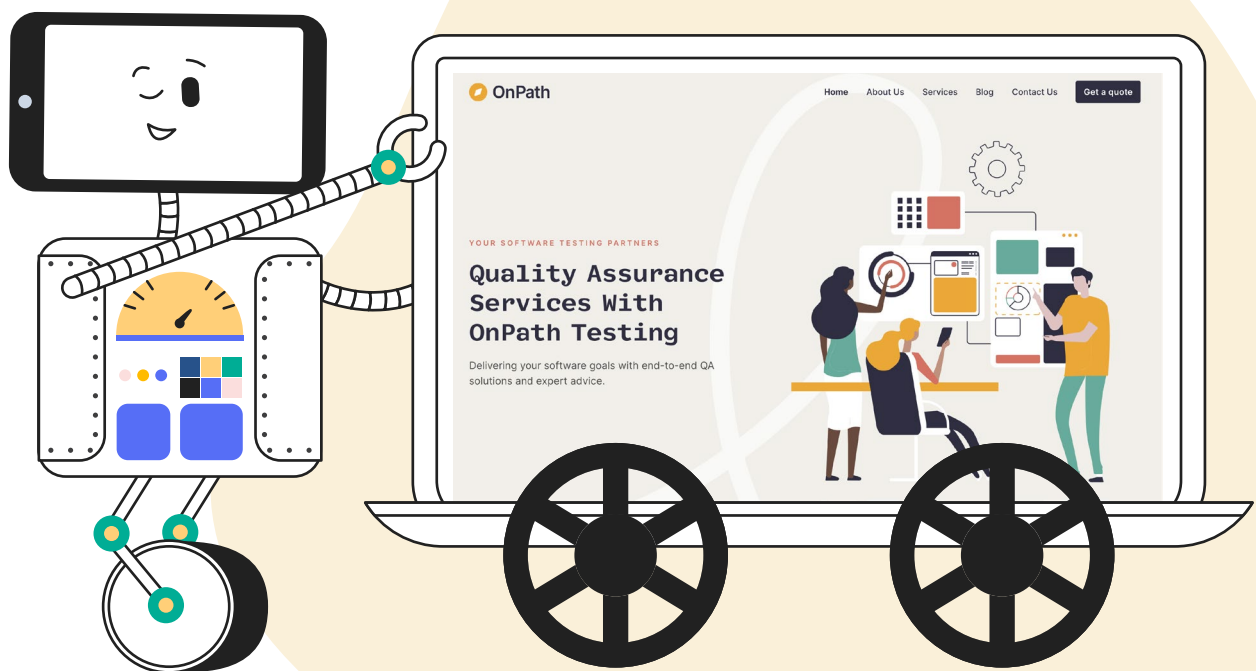 OnPath
Home About Us Services Blog Contact Us Get a quote
YOUR SOFTWARE TESTING PARTNERS
Quality Assurance
Services With
OnPath Testing
Delivering your software goals with end-to-end QA
solutions and expert advice.